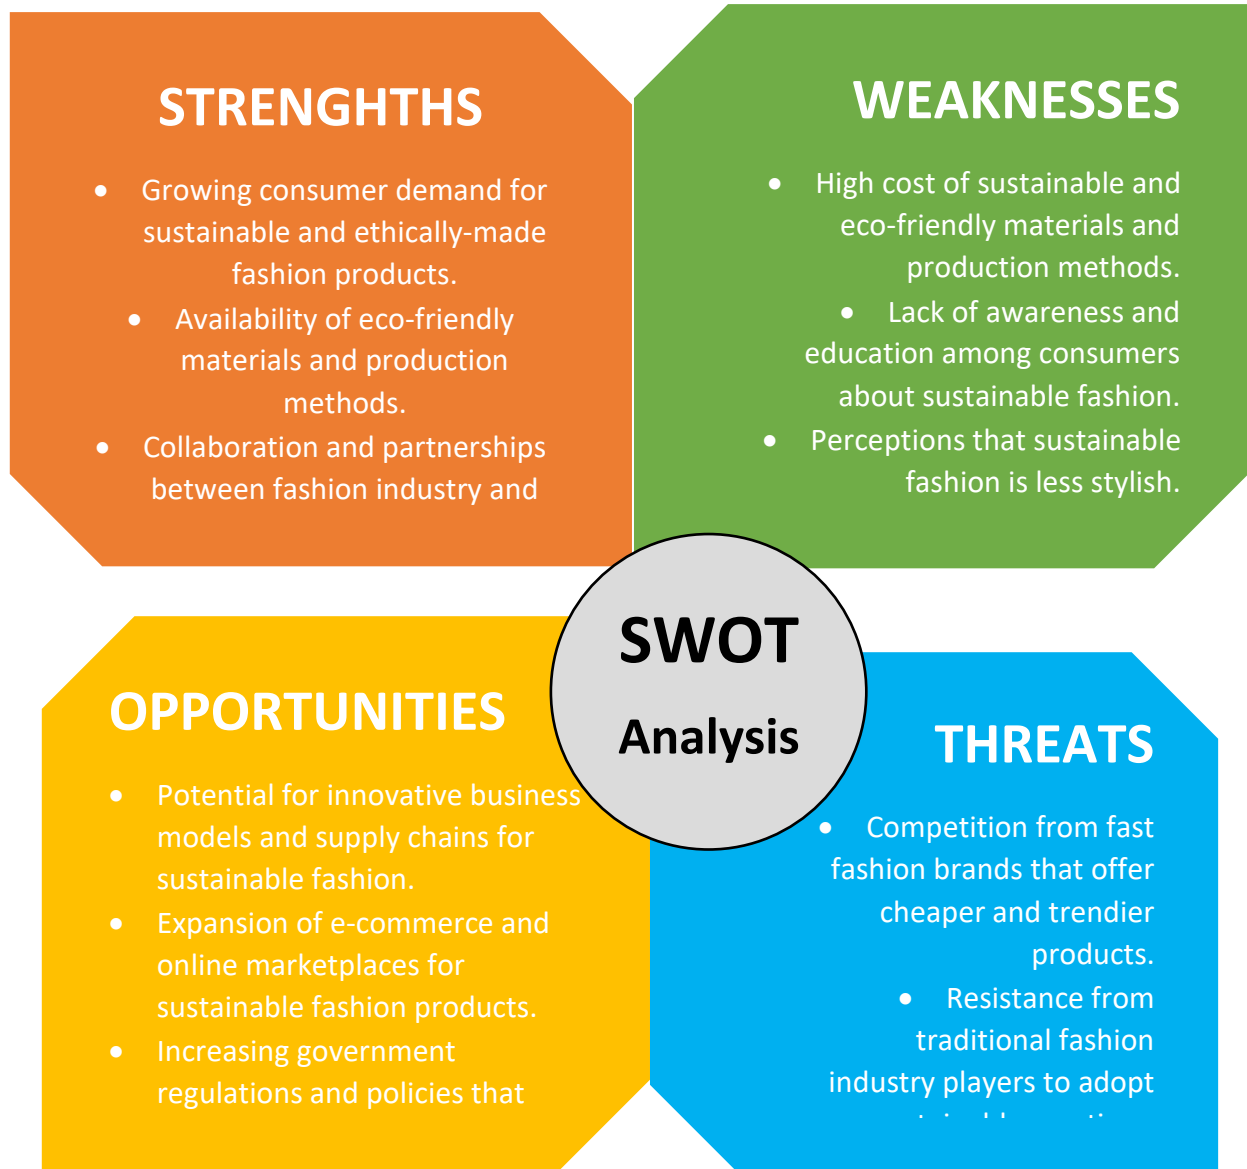 STRENGHTHS
• Growing consumer demand for
sustainable and ethically-made
fashion products.
• Availability of eco-friendly
materials and production
methods.
• Collaboration and partnerships
between fashion industry and
WEAKNESSES
• High cost of sustainable and
eco-friendly materials and
production methods.
• Lack of awareness and
education among consumers
about sustainable fashion.
• Perceptions that sustainable
fashion is less stylish.
SWOT
Analysis
OPPORTUNITIES
• Potential for innovative business
models and supply chains for
sustainable fashion.
• Expansion of e-commerce and
online marketplaces for
sustainable fashion products.
• Increasing government
regulations and policies that
THREATS
• Competition from fast
fashion brands that offer
cheaper and trendier
products.
• Resistance from
traditional fashion
industry players to adopt